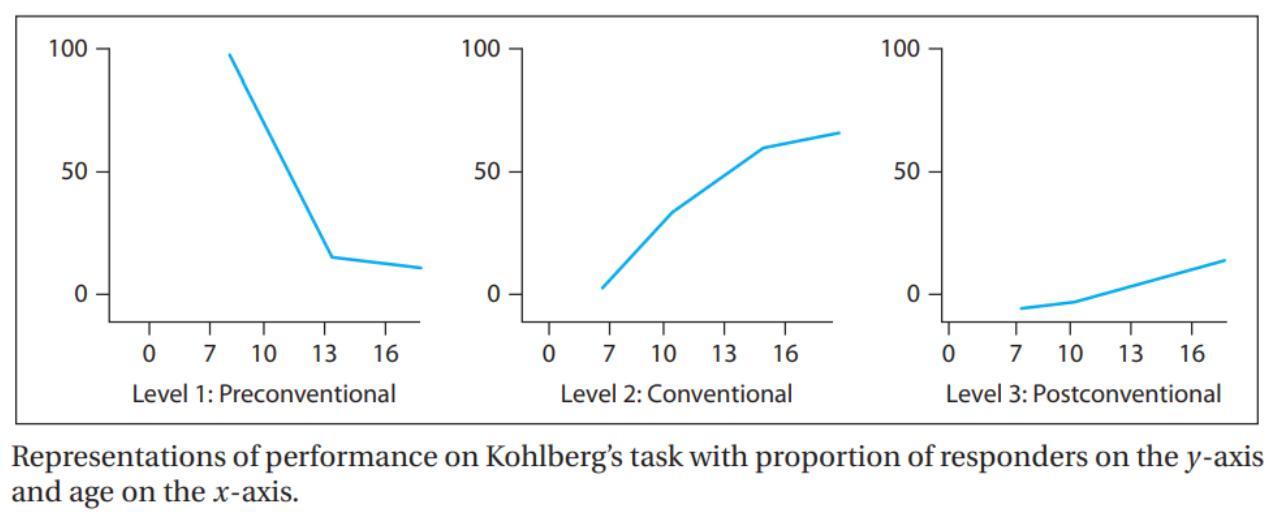 100
50
0
0 7 10 13 16
Level 1: Preconventional
100
50
0
0 7 10 13 16
Level 2: Conventional
100
50
0
0 7 10 13 16
Level 3: Postconventional
Representations of performance on Kohlberg’s task with proportion of responders on the y-axis
and age on the x-axis.